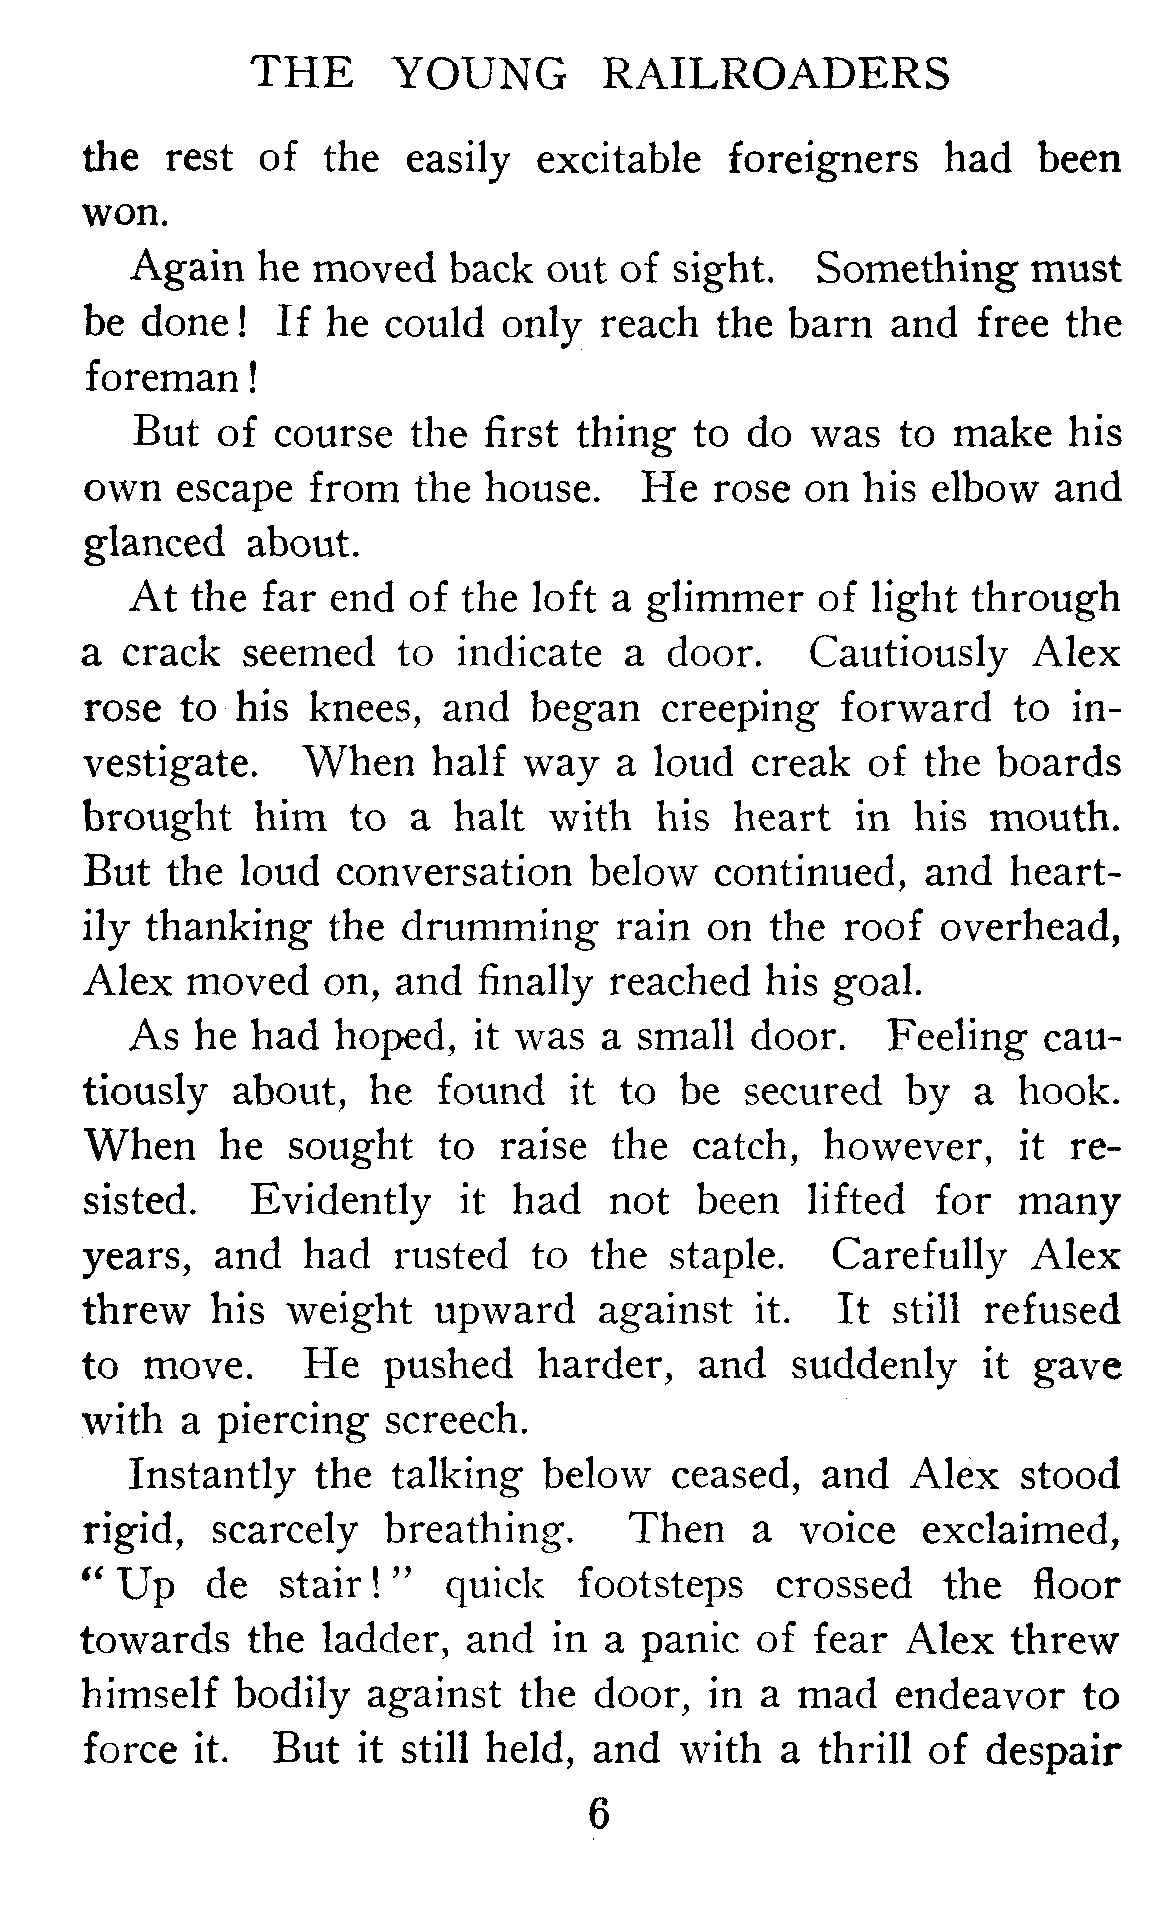 THE YOUNG RAILROADERS
the rest of the easily excitable foreigners had been
won.
Again he moved back out of sight. Something must
be done! If he could only reach the barn and free the
foreman!
But of course the first thing to do was to make his
own escape from the house. He rose on his elbow and
glanced about.
At the far end of the loft a glimmer of light through
a crack seemed to indicate a door. Cautiously Alex
rose to his knees, and began creeping forward to in-
vestigate. When half way a loud creak of the boards
brought him to a halt with his heart in his mouth.
But the loud conversation below continued, and heart-
ily thanking the drumming rain on the roof overhead,
Alex moved on, and finally reached his goal.
As he had hoped, it was a small door. Feeling cau-
tiously about, he found it to be secured by a hook.
When he sought to raise the catch, however, it re-
sisted. Evidently it had not been lifted for many
years, and had rusted to the staple. Carefully Alex
threw his weight upward against it. It still refused
to move. He pushed harder, and suddenly it gave
with a piercing screech.
Instantly the talking below ceased, and Alex stood
rigid, scarcely breathing. Then a voice exclaimed,
“Up de stair!” quick footsteps crossed the floor
towards the ladder, and in a panic of fear Alex threw
himself bodily against the door, in a mad endeavor to
force it. But it still held, and with a thrill of despair
6